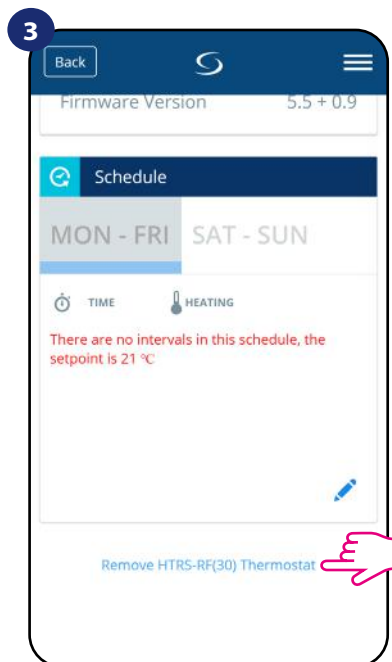 3
Back
Firmware Version 5.5 + 0.9
Schedule
MON - FRI SAT - SUN
TIME HEATING
There are no intervals in this schedule, the
setpoint is 21 ℃
Remove HTRS-RF(30) Thermostat